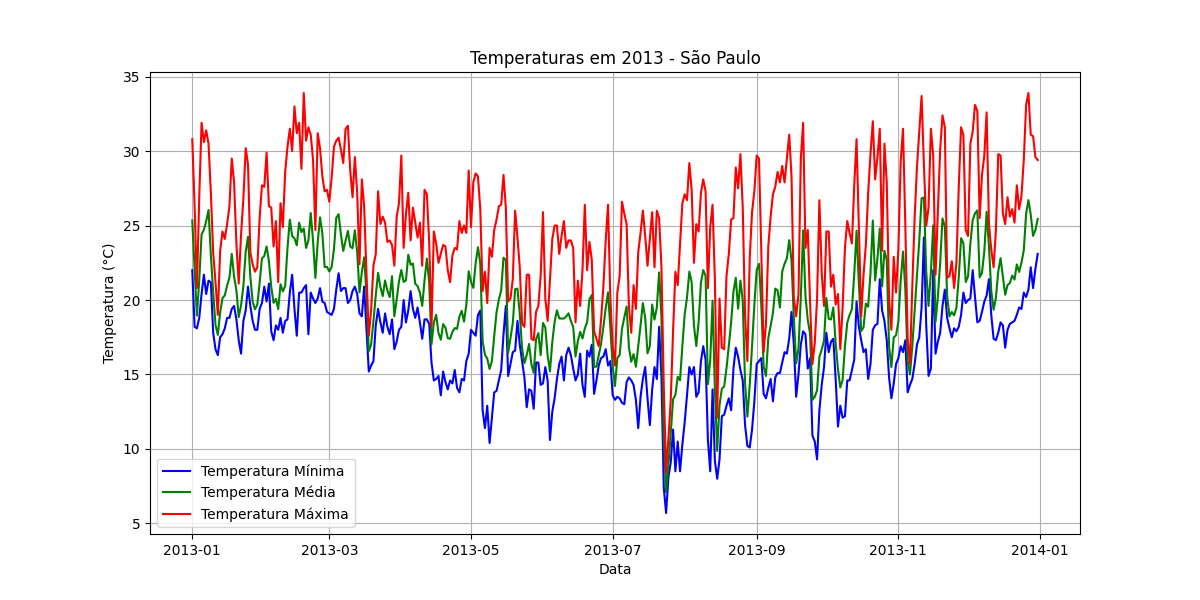 Temperaturas em 2013 - São Paulo
Temperatura (°C)
35
30
25
20
15
10
5
Temperatura Mínima
Temperatura Média
Temperatura Máxima
2013-01
2013-03
2013-05
2013-07
2013-09
2013-11
2014-01
Data